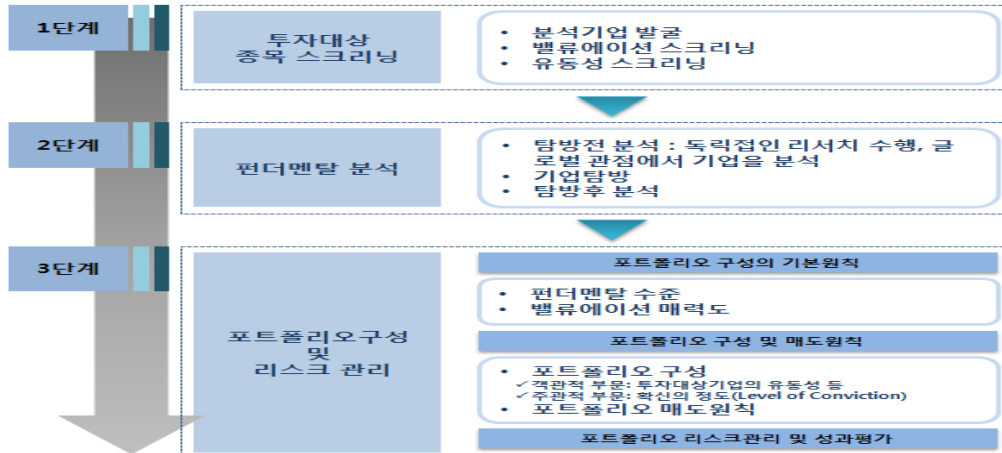 1단계
투자대상
종목 스크리닝
• 분석기업 발굴
• 밸류에이션 스크리닝
• 유동성 스크리닝
2단계
펀더멘탈 분석
• 탐방전 분석 : 독립접인 리서치 수행, 글
로벌 관점에서 기업을 분석
• 기업탐방
• 탐방후 분석
3단계
포트폴리오구성
및
리스크 관리
포트폴리오 구성의 기본원칙
• 펀더멘탈 수준
• 밸류에이션 매력도
포트폴리오 구성 및 매도원칙
• 포트폴리오 구성
✓객관적 부문: 투자대상기업의 유동성 등
✓주관적 부문: 확신의 정도(Level of Conviction)
• 포트폴리오 매도원칙
포트폴리오 리스크관리 및 성과평가